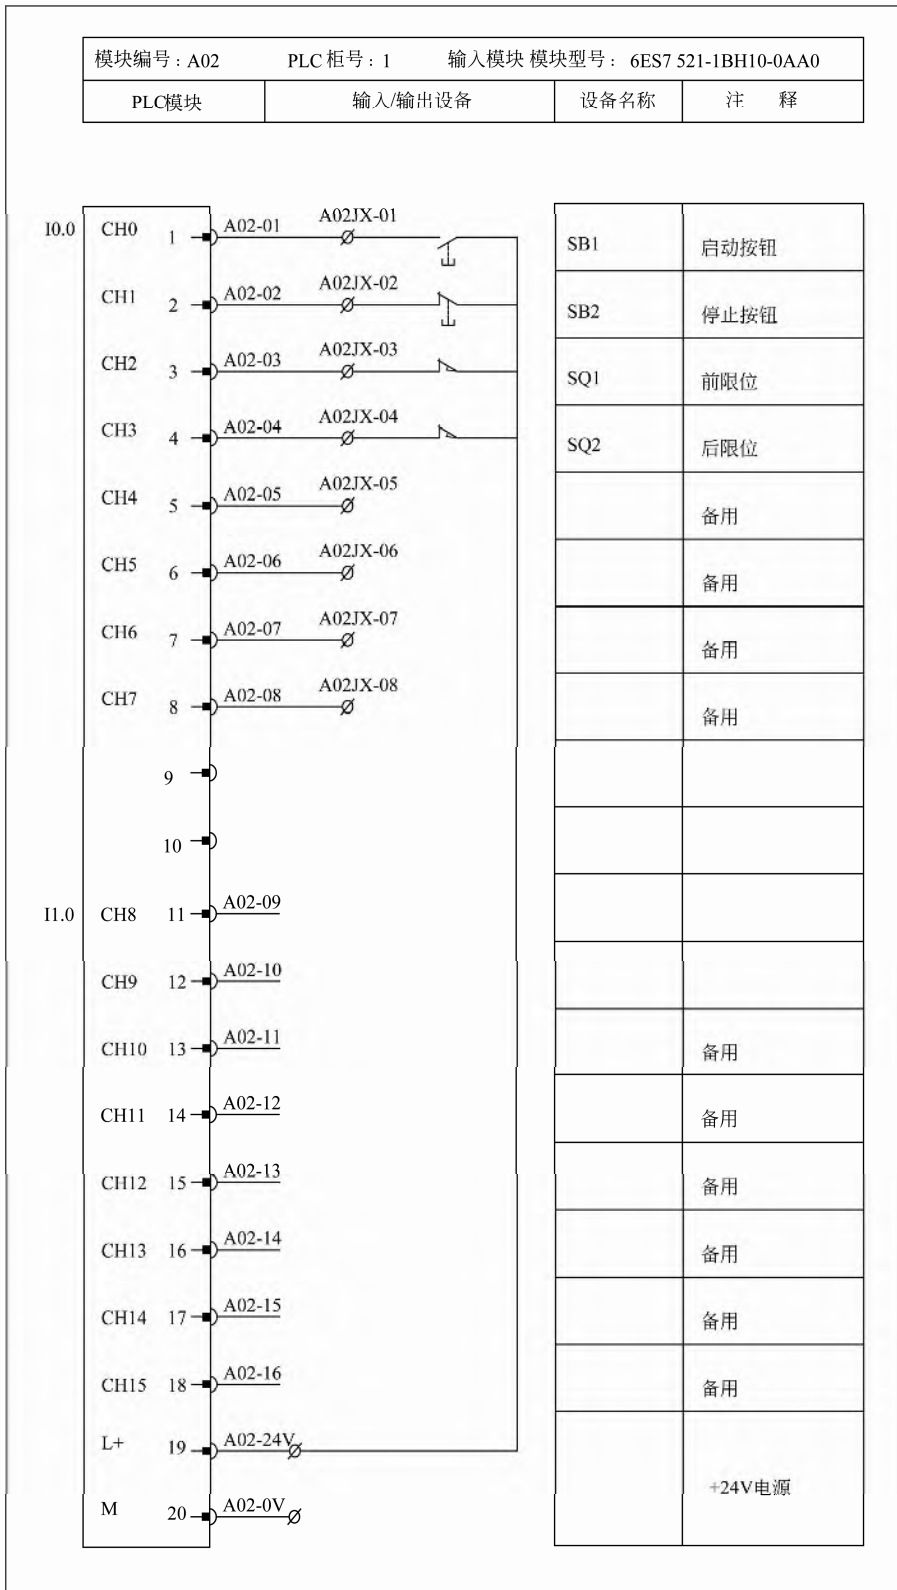 模块编号：A02 PLC柜号：1 输入模块 模块型号： 6ES7 521-1BH10-0AA0
PLC模块 输入/输出设备 设备名称 注 释
I0.0 CH0 1 A02-01 A02JX-01 SB1 启动按钮
CH1 2 A02-02 A02JX-02 SB2 停止按钮
CH2 3 A02-03 A02JX-03 SQ1 前限位
CH3 4 A02-04 A02JX-04 SQ2 后限位
CH4 5 A02-05 A02JX-05 备用
CH5 6 A02-06 A02JX-06 备用
CH6 7 A02-07 A02JX-07 备用
CH7 8 A02-08 A02JX-08 备用
9
10
I1.0 CH8 11 A02-09
CH9 12 A02-10
CH10 13 A02-11 备用
CH11 14 A02-12 备用
CH12 15 A02-13 备用
CH13 16 A02-14 备用
CH14 17 A02-15 备用
CH15 18 A02-16 备用
L+ 19 A02-24V +24V电源
M 20 A02-0V